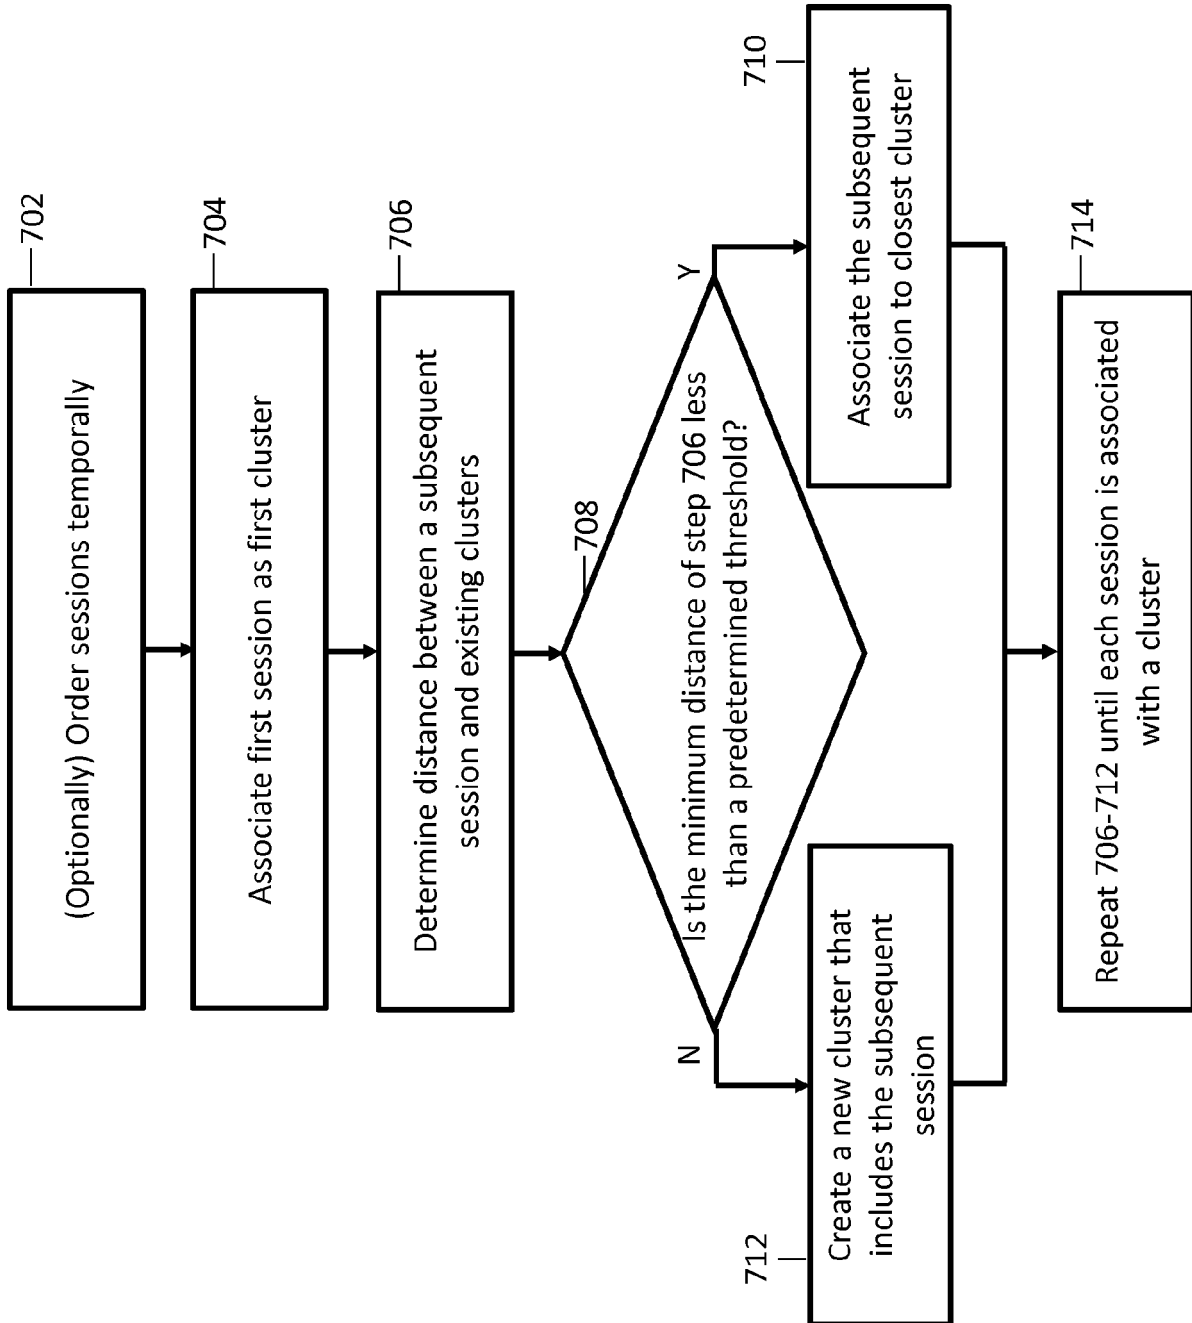 702
(Optionally) Order sessions temporally
704
Associate first session as first cluster
706
Determine distance between a subsequent
session and existing clusters
708
Is the minimum distance of step 706 less
than a predetermined threshold?
N
Y
712
Create a new cluster that
includes the subsequent
session
710
Associate the subsequent
session to closest cluster
714
Repeat 706-712 until each session is associated
with a cluster